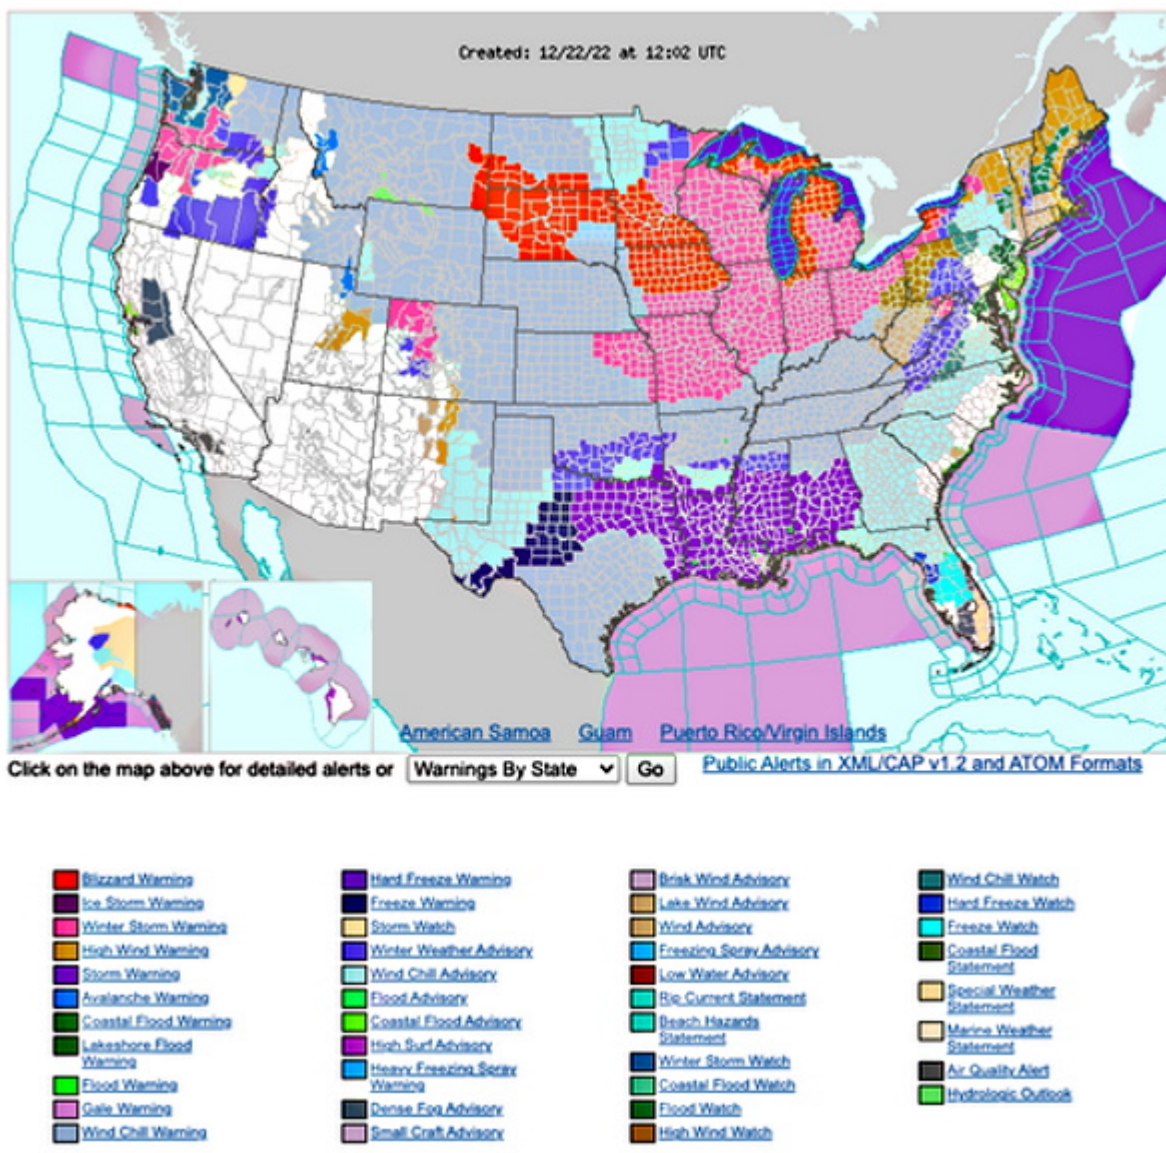 Created: 12/22/22 at 12:02 UTC
American Samoa Guam Puerto Rico/Virgin Islands
Click on the map above for detailed alerts or Warnings By State Go Public Alerts in XML/CAP v1.2 and ATOM Formats
Blizzard Warning
Ice Storm Warning
Winter Storm Warning
High Wind Warning
Storm Warning
Avalanche Warning
Coastal Flood Warning
Lakeshore Flood
Warning
Flood Warning
Gale Warning
Wind Chill Warning
Hard Freeze Warning
Freeze Warning
Storm Watch
Winter Weather Advisory
Wind Chill Advisory
Flood Advisory
Coastal Flood Advisory
High Surf Advisory
Heavy Freezing Spray
Warning
Dense Fog Advisory
Small Craft Advisory
Brisk Wind Advisory
Lake Wind Advisory
Wind Advisory
Freezing Spray Advisory
Low Water Advisory
Rip Current Statement
Beach Hazards
Statement
Winter Storm Watch
Coastal Flood Watch
Flood Watch
High Wind Watch
Wind Chill Watch
Hard Freeze Watch
Freeze Watch
Coastal Flood
Statement
Special Weather
Statement
Marine Weather
Statement
Air Quality Alert
Hydrologic Outlook